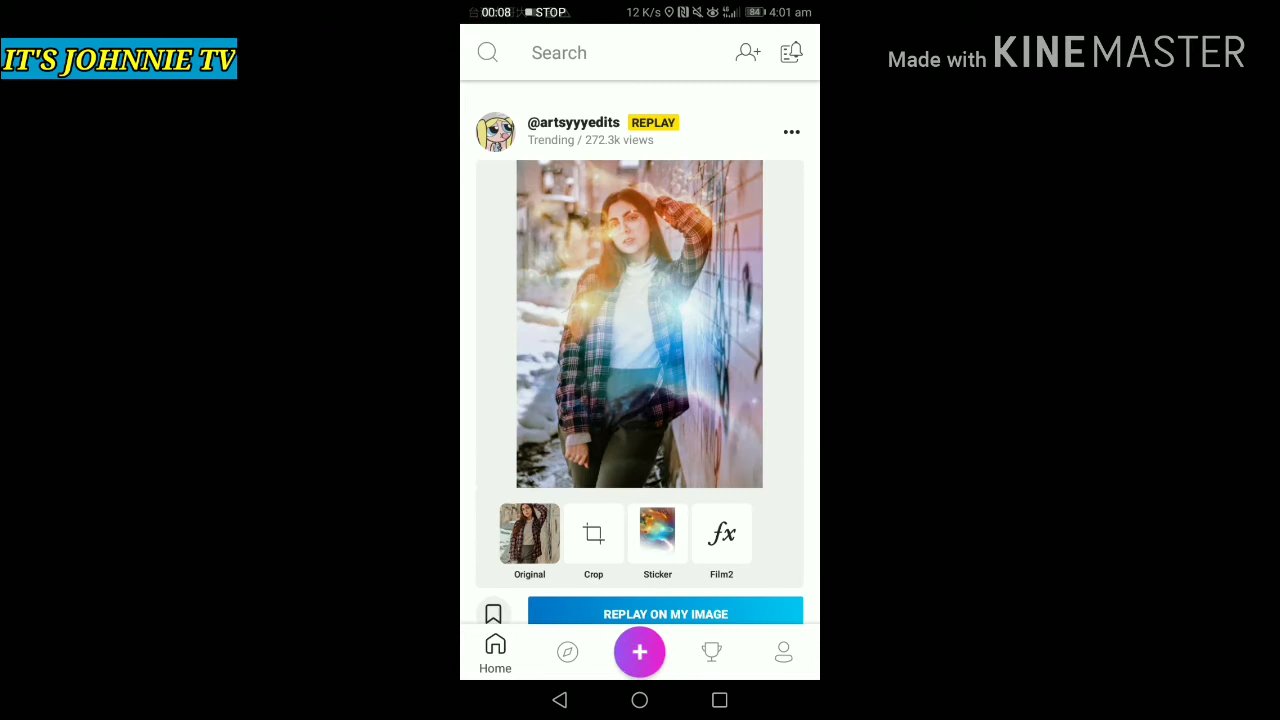 00:08 STOP 12 K/s 84 4:01 am
IT'S JOHNNIE TV
Made with KINEMASTER
Search
@artsyyyedits REPLAY
Trending / 272.3k views
Original Crop Sticker fx Film2
REPLAY ON MY IMAGE
Home